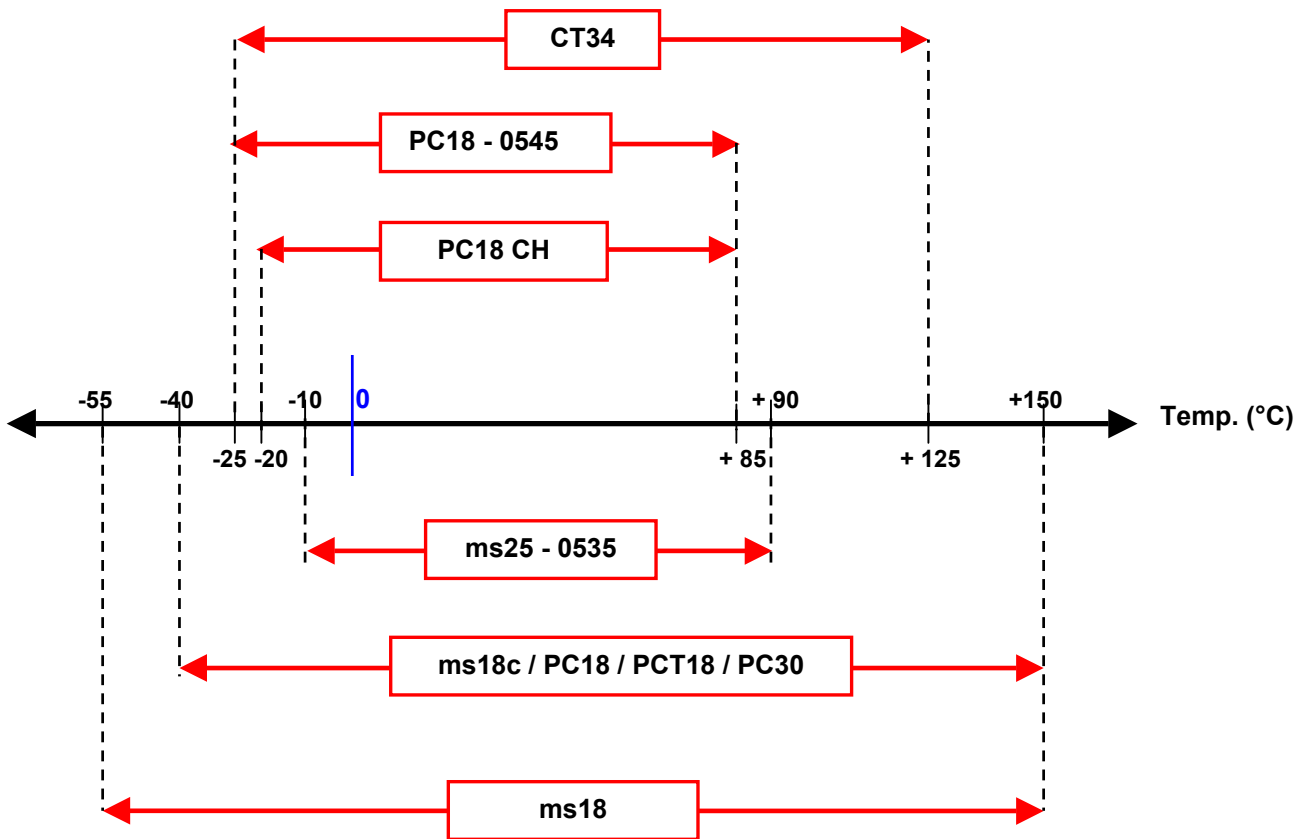 CT34
PC18 - 0545
PC18 CH
-55 -40 -10 0 + 90 +150
Temp. (°C)
-25 -20 + 85 + 125
ms25 - 0535
ms18c / PC18 / PCT18 / PC30
ms18